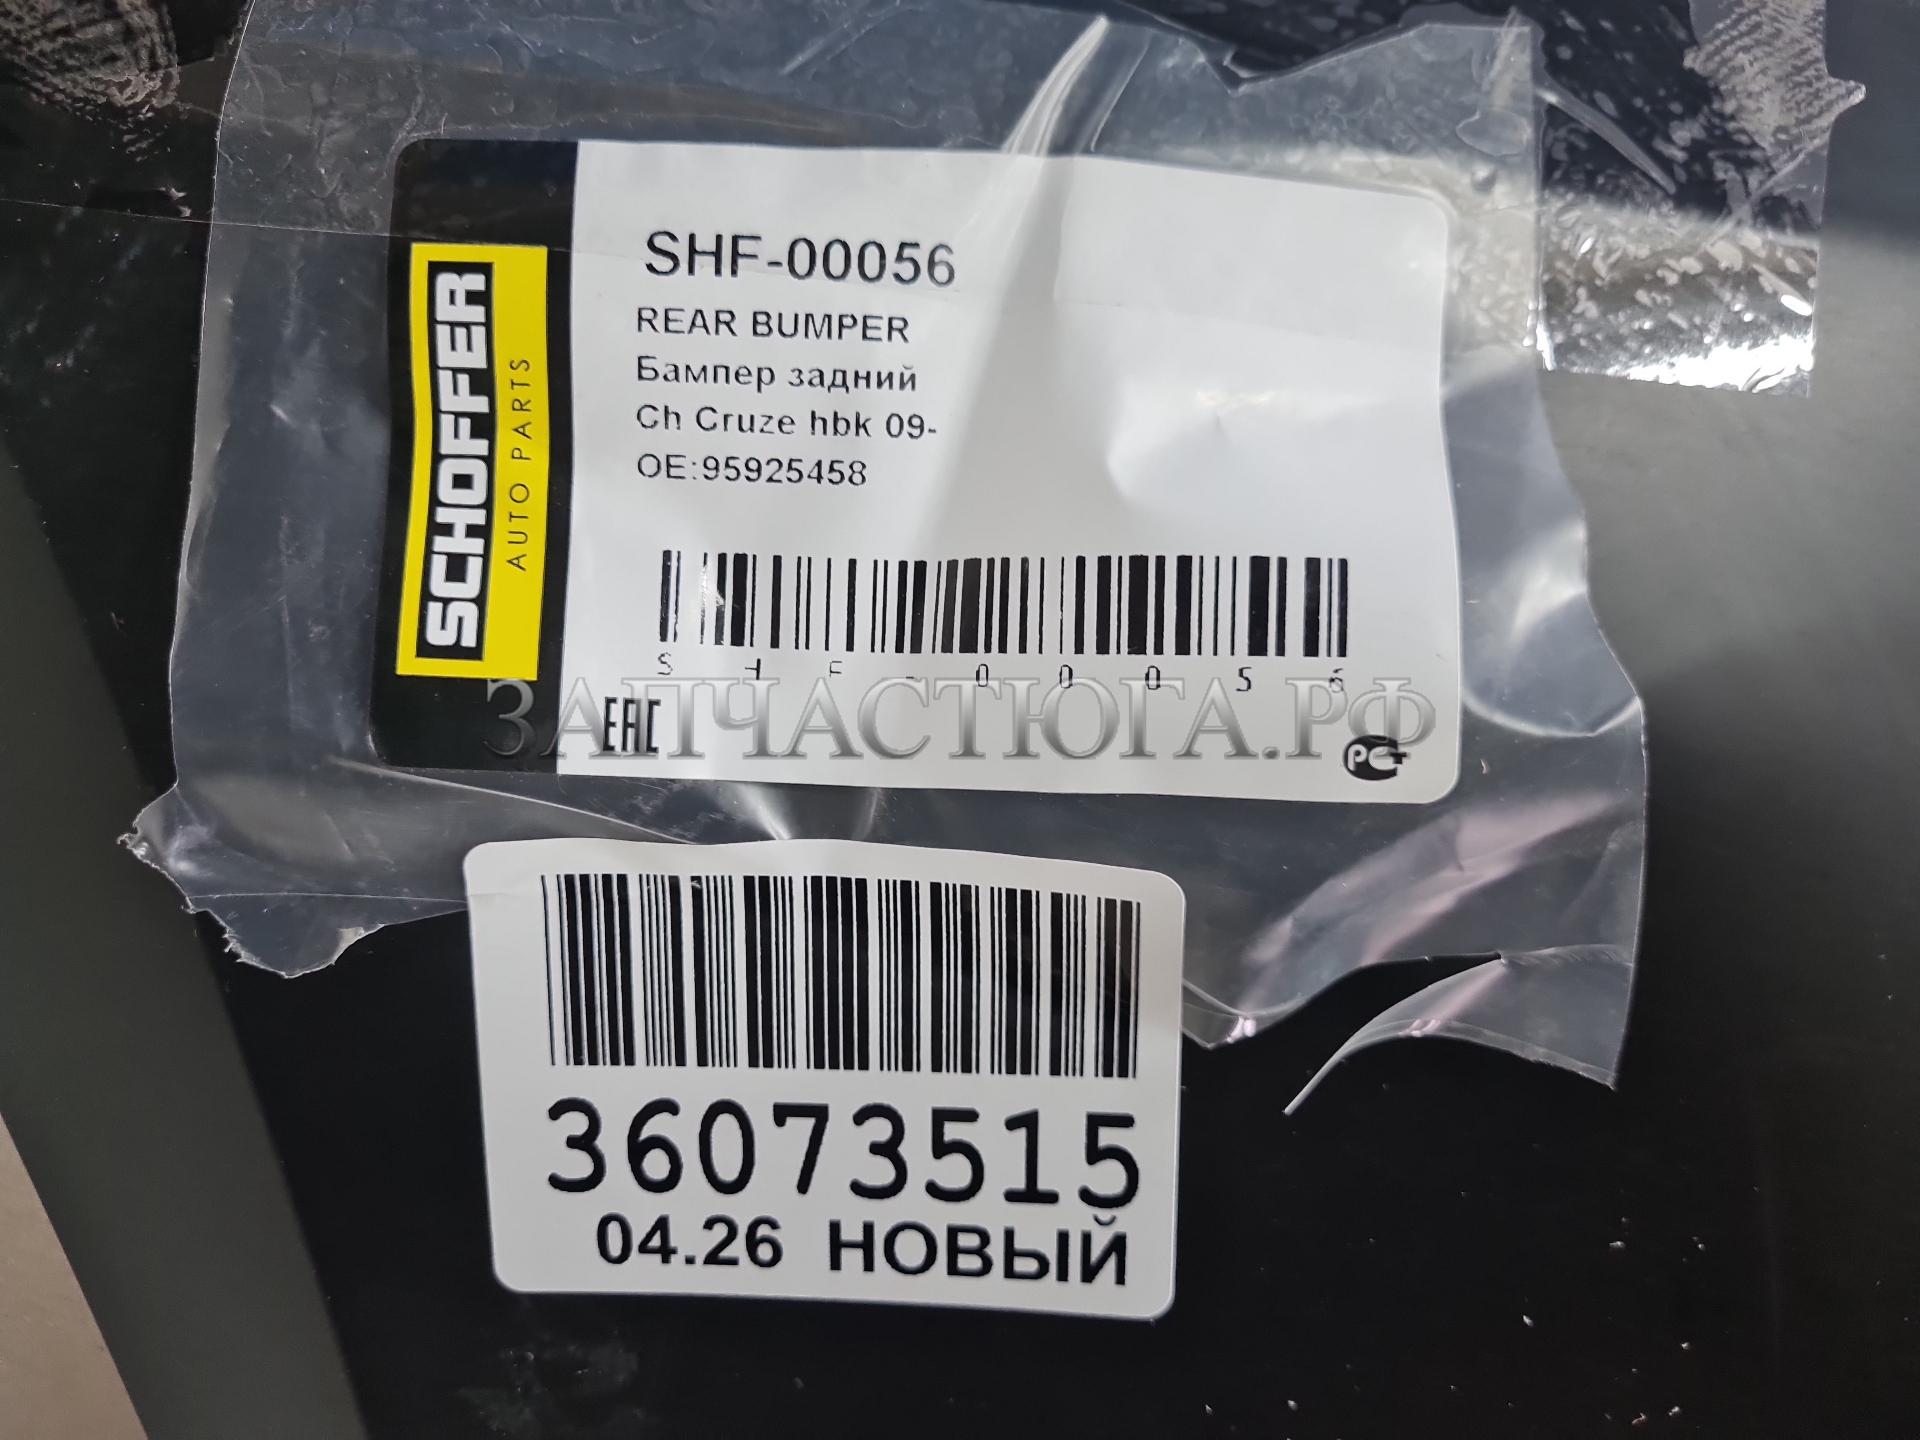 SCHOFFER
AUTO PARTS
SHF-00056
REAR BUMPER
Бампер задний
Ch Cruze hbk 09-
OE:95925458
SHF-00056
ЗАПЧАСТЮГА.РФ
EAC
РСТ
36073515
04.26 НОВЫЙ